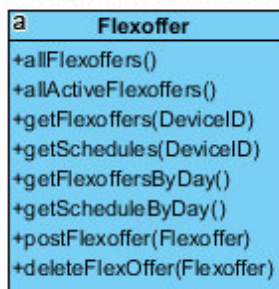 a
Flexoffer
+allFlexoffers()
+allActiveFlexoffers()
+getFlexoffers(DeviceID)
+getSchedules(DeviceID)
+getFlexoffersByDay()
+getScheduleByDay()
+postFlexoffer(Flexoffer)
+deleteFlexOffer(Flexoffer)